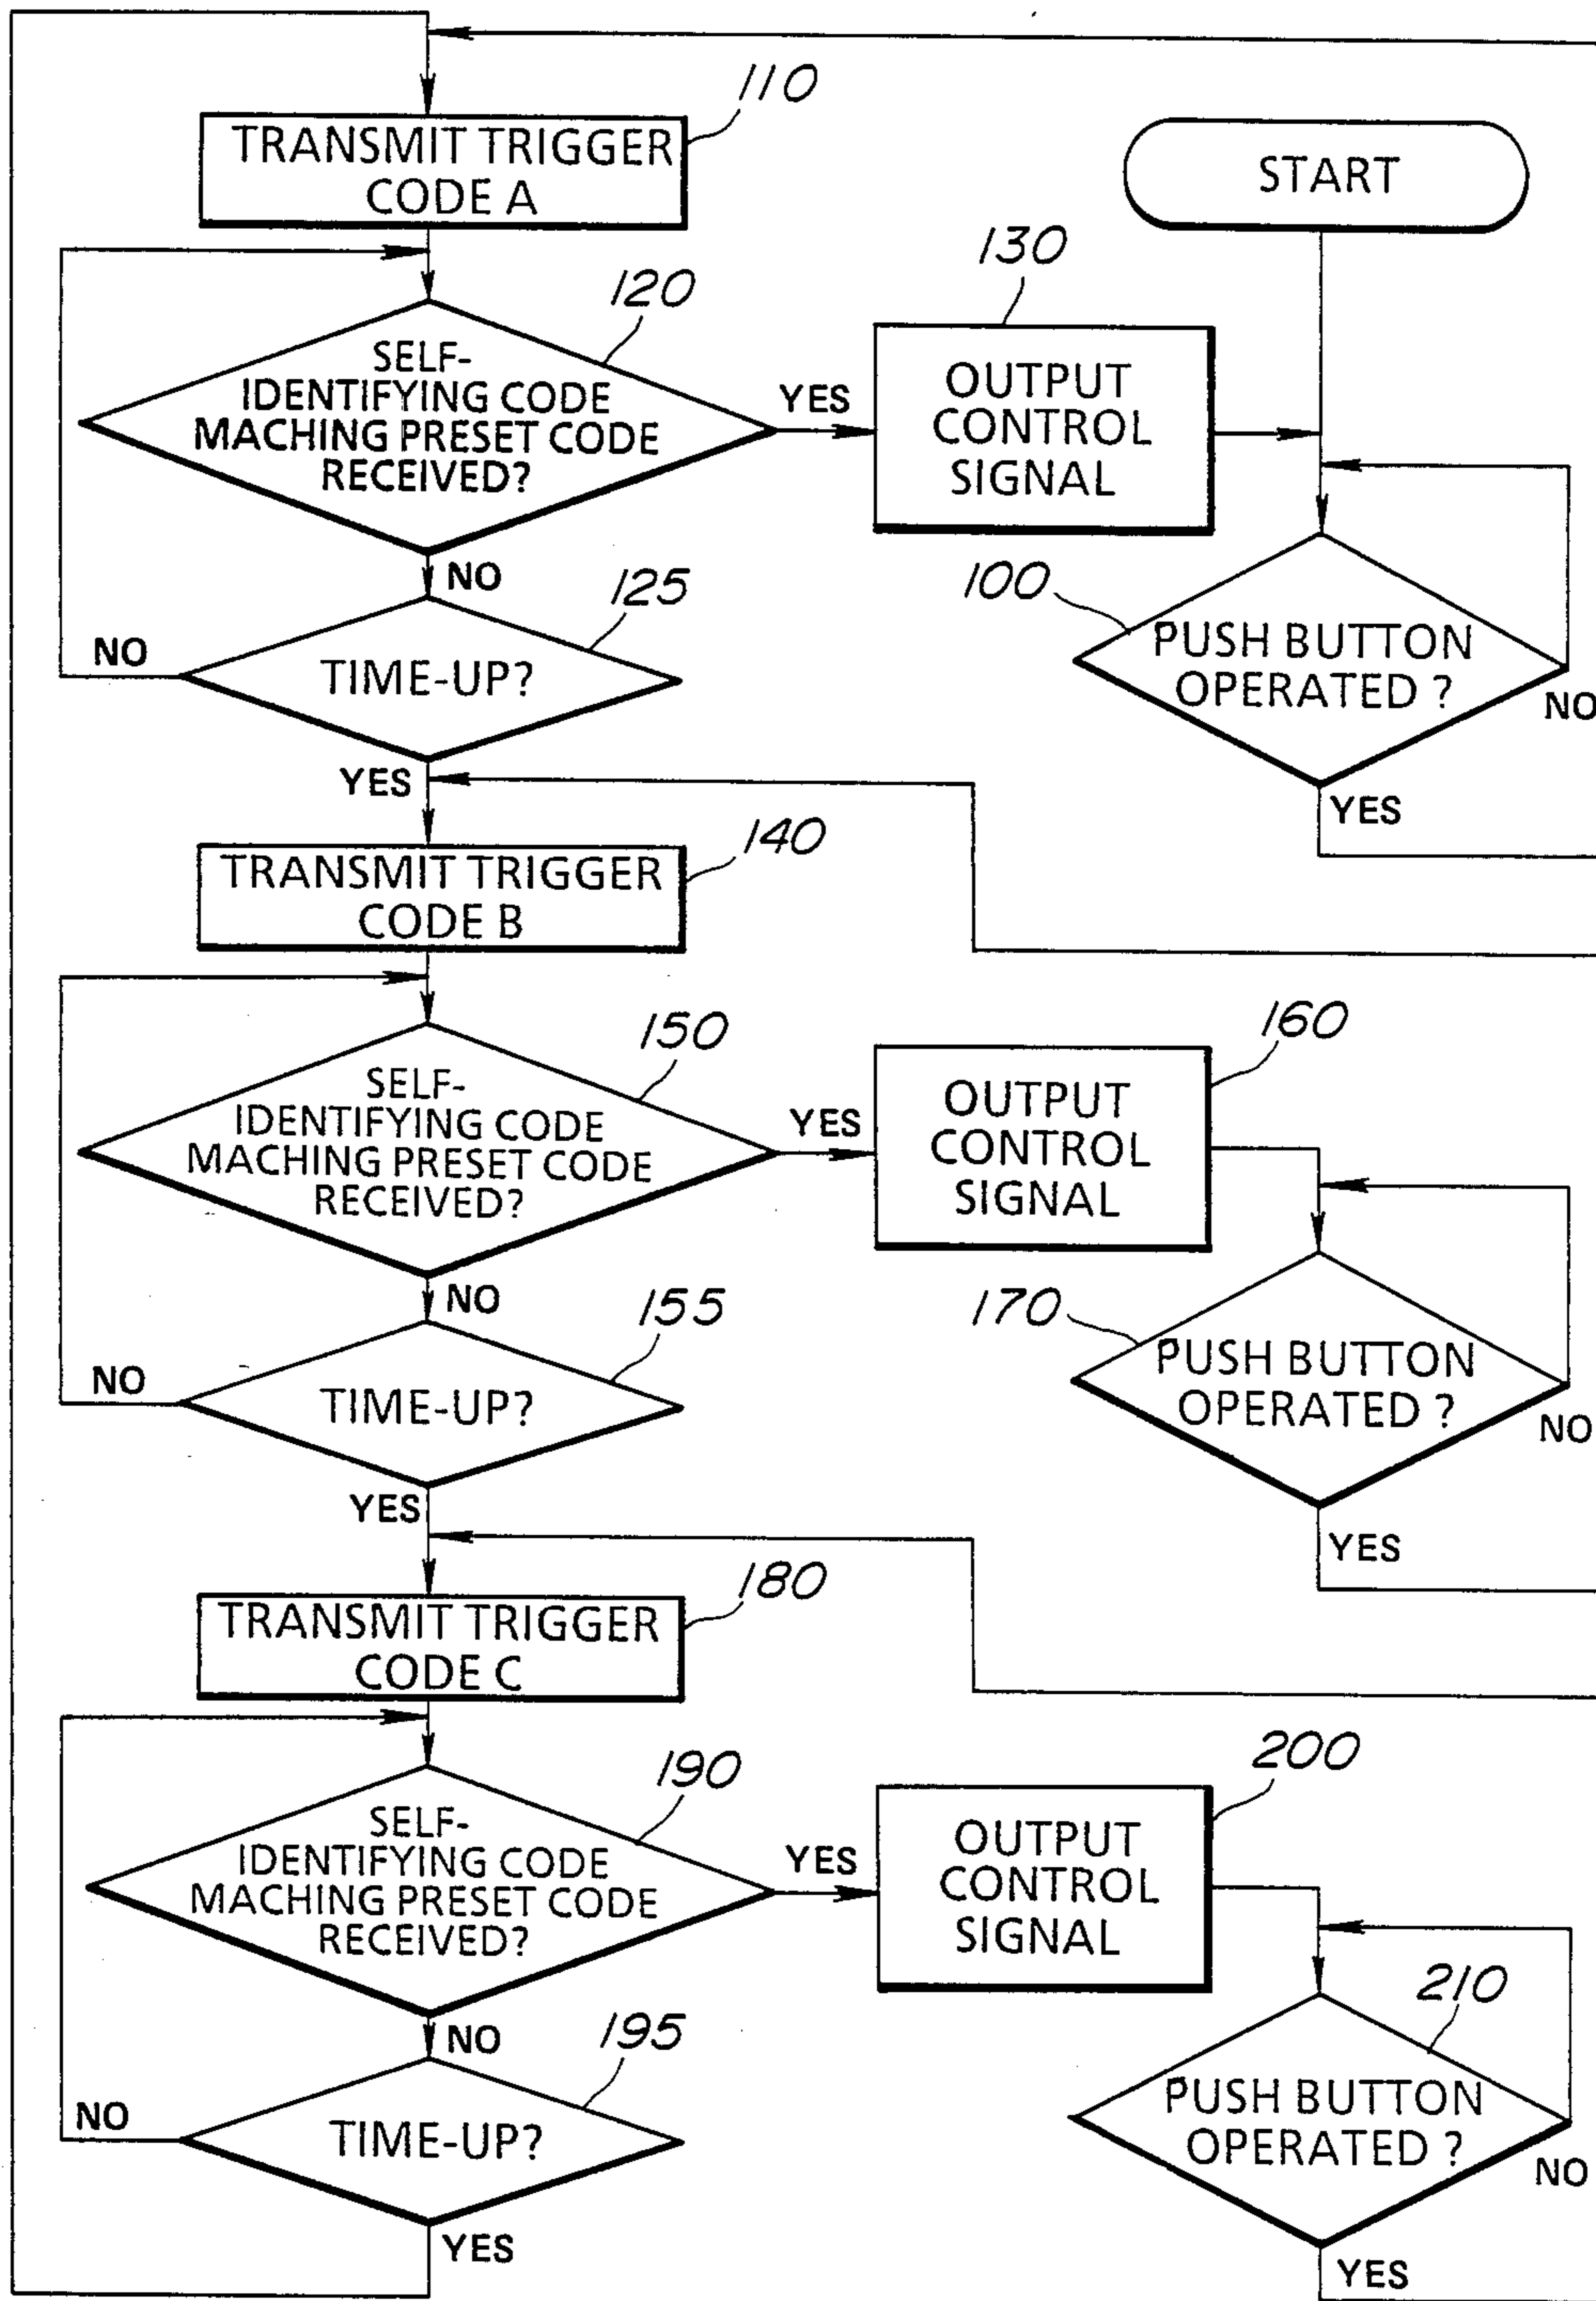 110
TRANSMIT TRIGGER
CODE A
START
130
120
SELF-
IDENTIFYING CODE
MACHING PRESET CODE
RECEIVED?
YES
OUTPUT
CONTROL
SIGNAL
NO
125
TIME-UP?
NO
YES
100
PUSH BUTTON
OPERATED ?
NO
YES
140
TRANSMIT TRIGGER
CODE B
150
SELF-
IDENTIFYING CODE
MACHING PRESET CODE
RECEIVED?
YES
160
OUTPUT
CONTROL
SIGNAL
NO
155
TIME-UP?
NO
YES
170
PUSH BUTTON
OPERATED ?
NO
YES
180
TRANSMIT TRIGGER
CODE C
190
SELF-
IDENTIFYING CODE
MACHING PRESET CODE
RECEIVED?
YES
200
OUTPUT
CONTROL
SIGNAL
NO
195
TIME-UP?
NO
YES
210
PUSH BUTTON
OPERATED ?
NO
YES